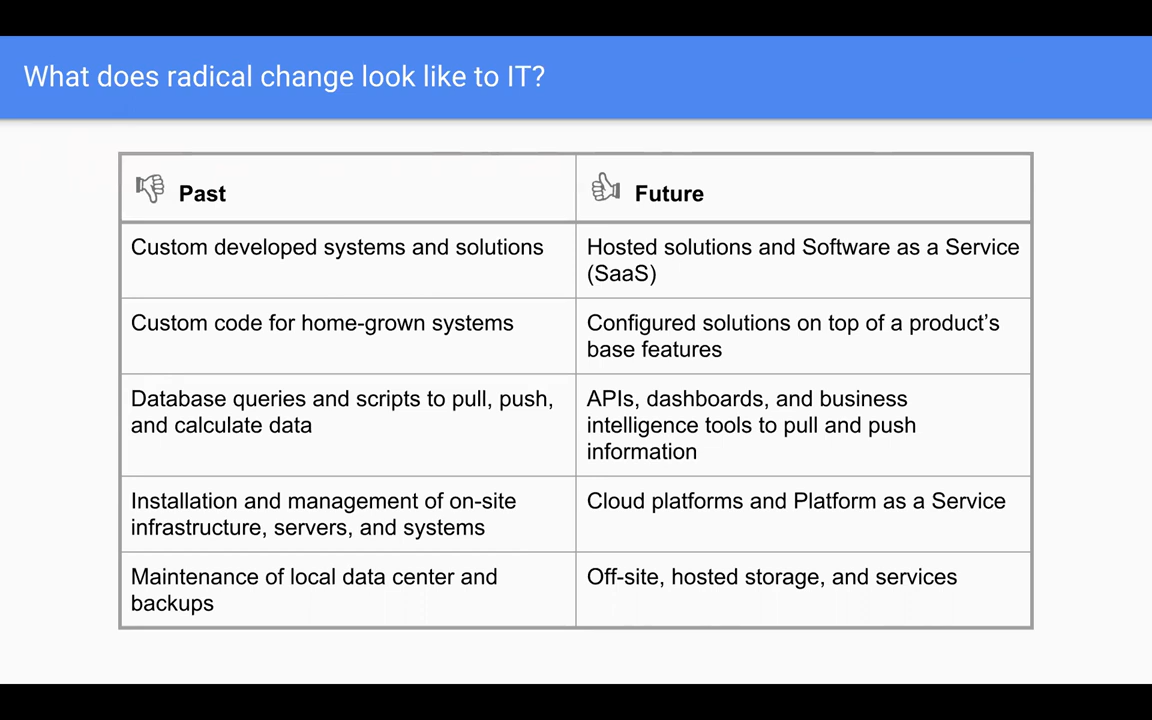 What does radical change look like to IT?
Past
Future
Custom developed systems and solutions
Hosted solutions and Software as a Service
(SaaS)
Custom code for home-grown systems
Configured solutions on top of a product’s
base features
Database queries and scripts to pull, push,
and calculate data
APIs, dashboards, and business
intelligence tools to pull and push
information
Installation and management of on-site
infrastructure, servers, and systems
Cloud platforms and Platform as a Service
Maintenance of local data center and
backups
Off-site, hosted storage, and services